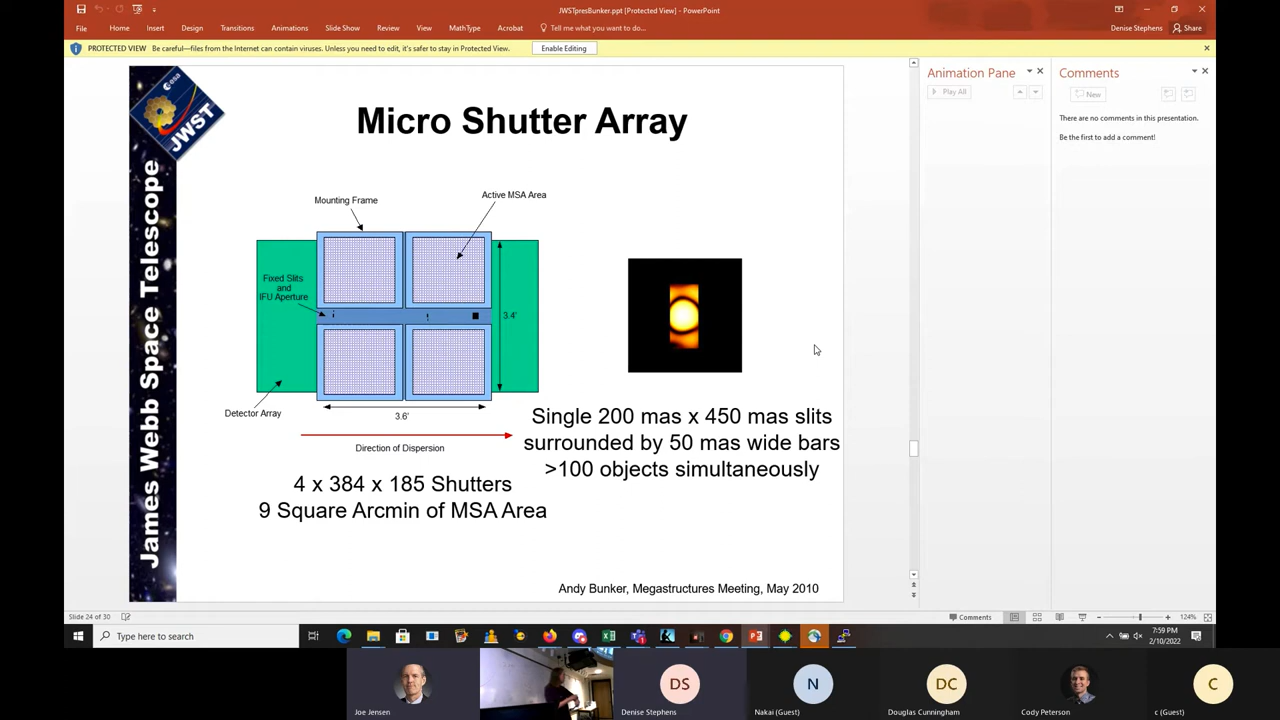 JWSTpresBunker.ppt [Protected View] - PowerPoint
Denise Stephens
Share
File
Home
Insert
Design
Transitions
Animations
Slide Show
Review
View
MathType
Acrobat
Tell me what you want to do...
PROTECTED VIEW
Be careful—files from the Internet can contain viruses. Unless you need to edit, it's safer to stay in Protected View.
Enable Editing
esa
JWST
James Webb Space Telescope
Micro Shutter Array
Mounting Frame
Active MSA Area
Fixed Slits
and
IFU Aperture
3.4'
3.6'
Detector Array
Direction of Dispersion
4 x 384 x 185 Shutters
9 Square Arcmin of MSA Area
Single 200 mas x 450 mas slits
surrounded by 50 mas wide bars
>100 objects simultaneously
Andy Bunker, Megastructures Meeting, May 2010
Animation Pane
Play All
Comments
New
There are no comments in this presentation.
Be the first to add a comment!
Slide 24 of 30
Comments
124%
Type here to search
7:59 PM
2/10/2022
Joe Jensen
DS
Denise Stephens
N
Nakai (Guest)
DC
Douglas Cunningham
Cody Peterson
C
c (Guest)